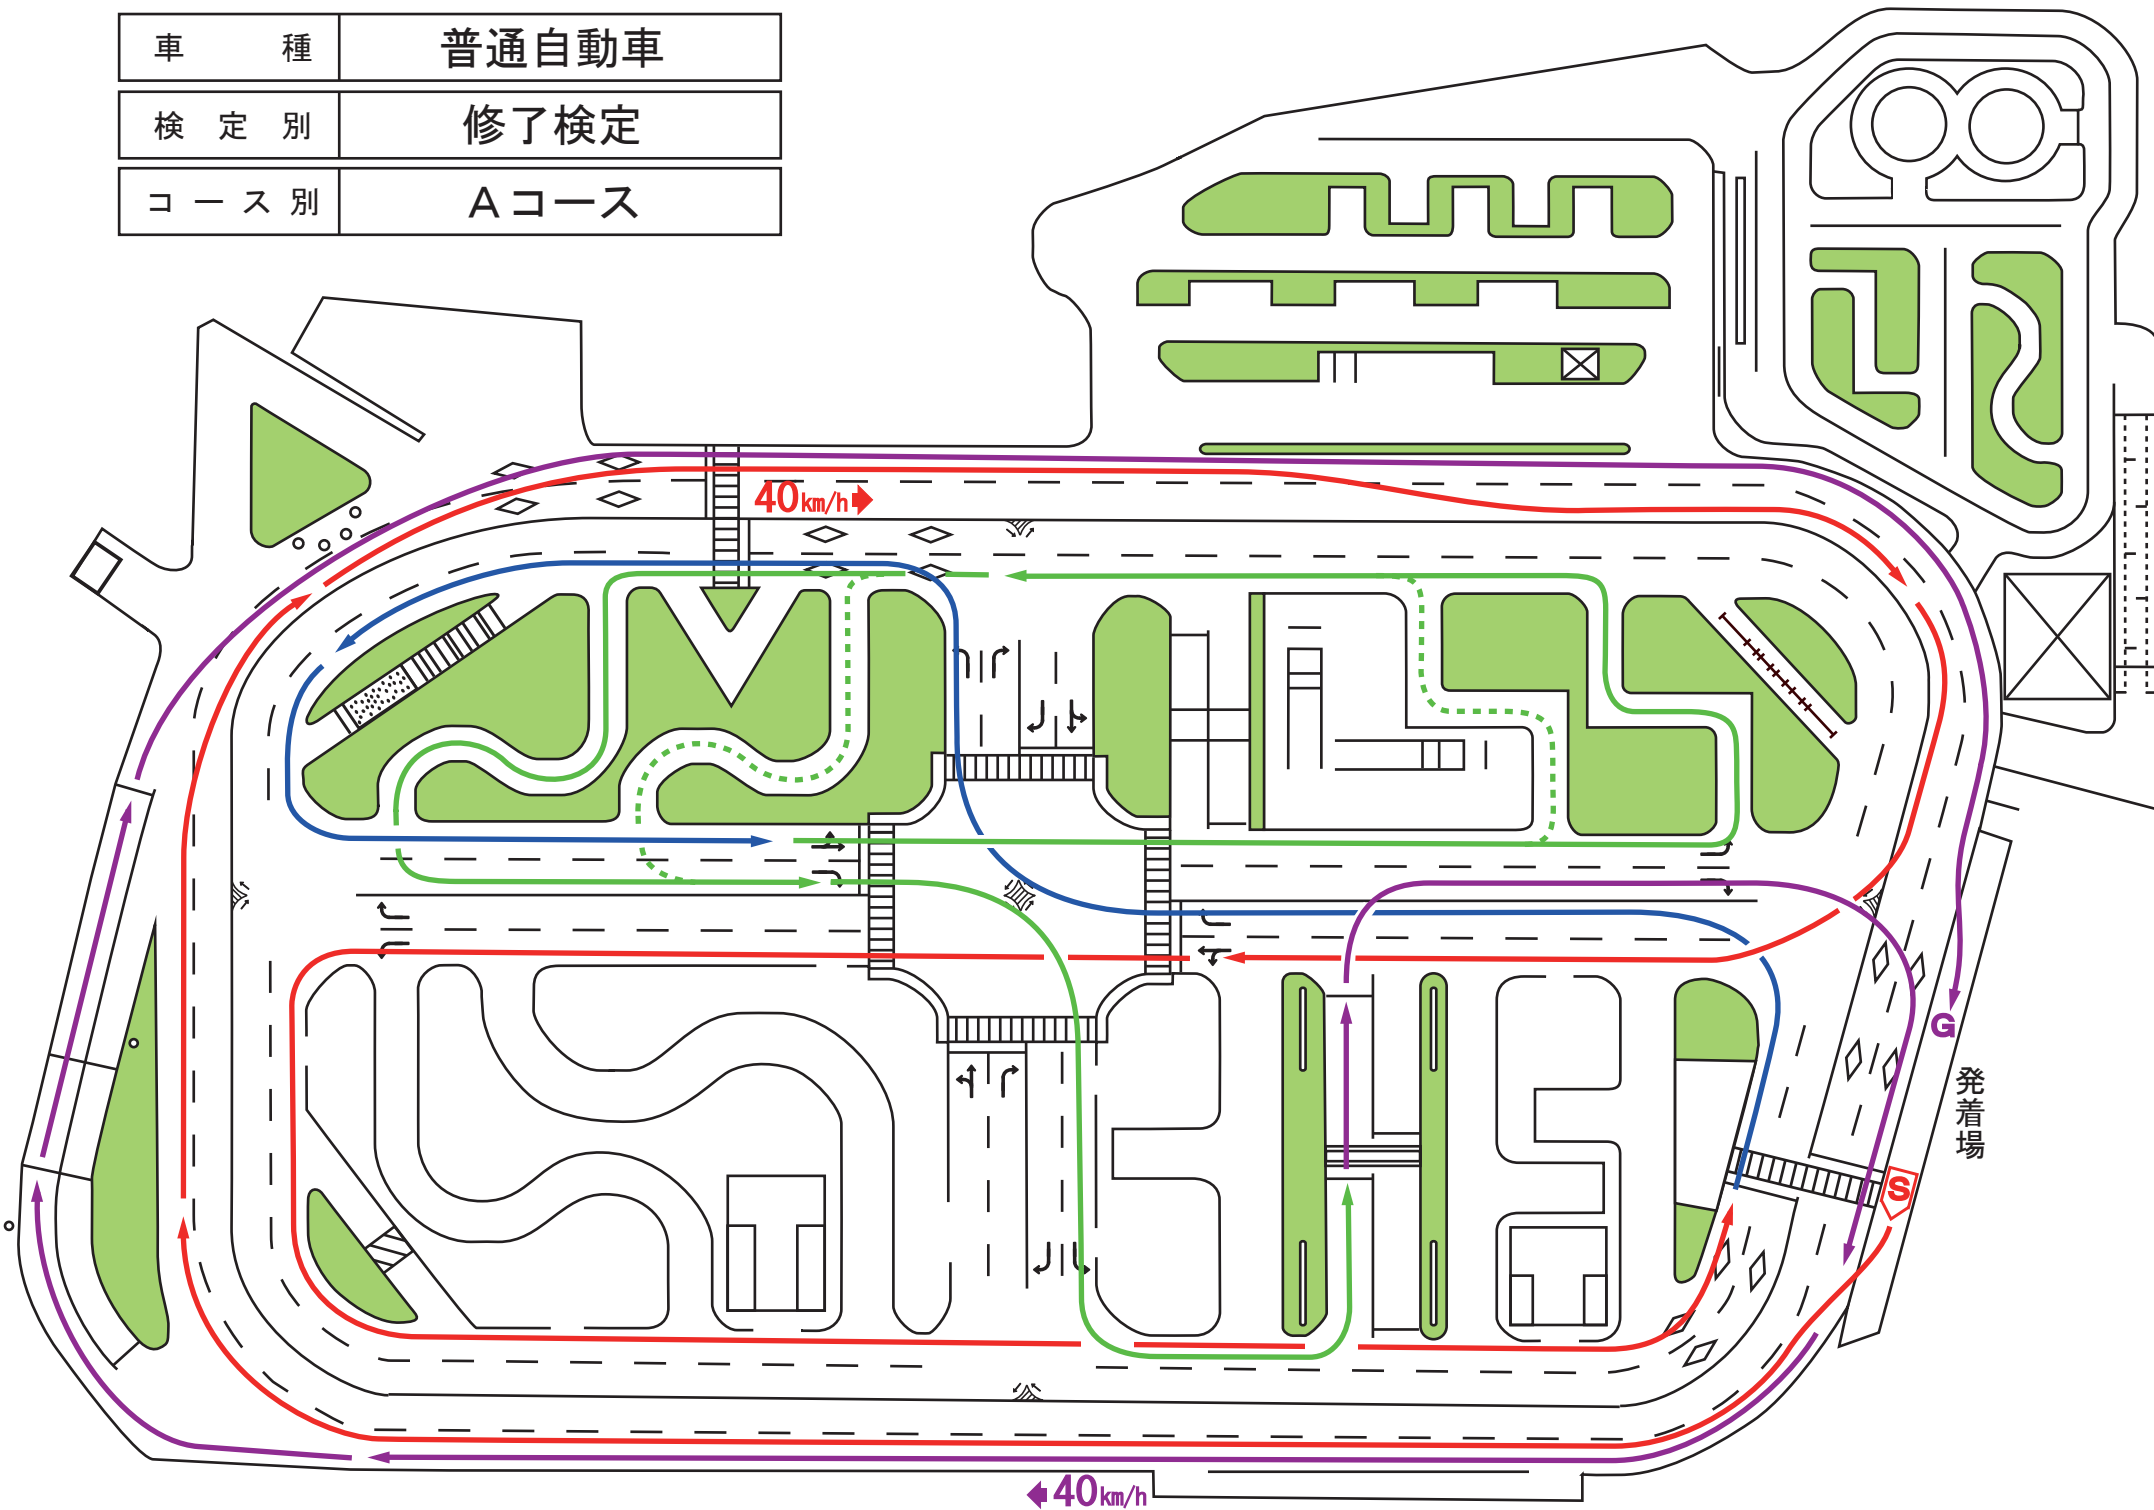 車種 普通自動車
検定別 修了検定
コース別 Aコース
40km/h
G
発着場
S
40km/h